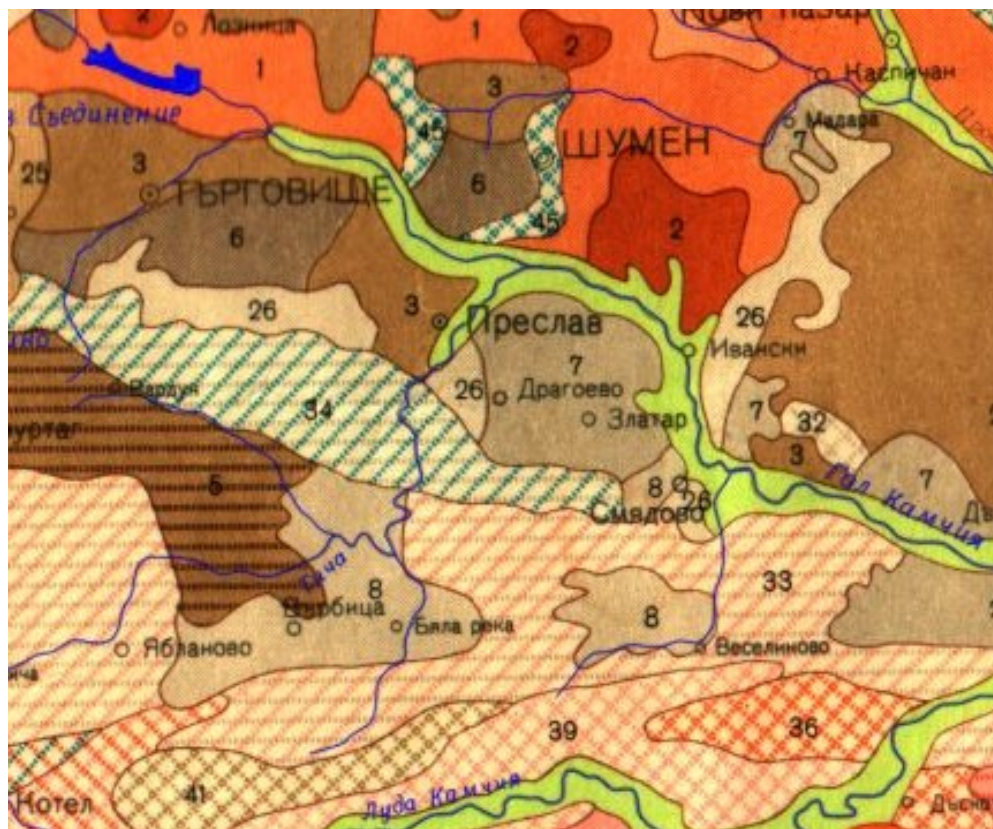 2
Лозница
1
1
2
Нови Пазар
Каспичан
3
в Съединение
45
ШУМЕН
Мадара
7
25
3
ТЪРГОВИЩЕ
6
6
45
2
26
3
Преслав
26
Ивански
7
Драгоево
26
Златар
7
32
Вардун
34
3
7
5
8
26
Смядово
Гол Камчия
33
8
Върбица
Бяла река
8
Ябланово
Веселиново
39
36
41
Котел
Луда Камчия